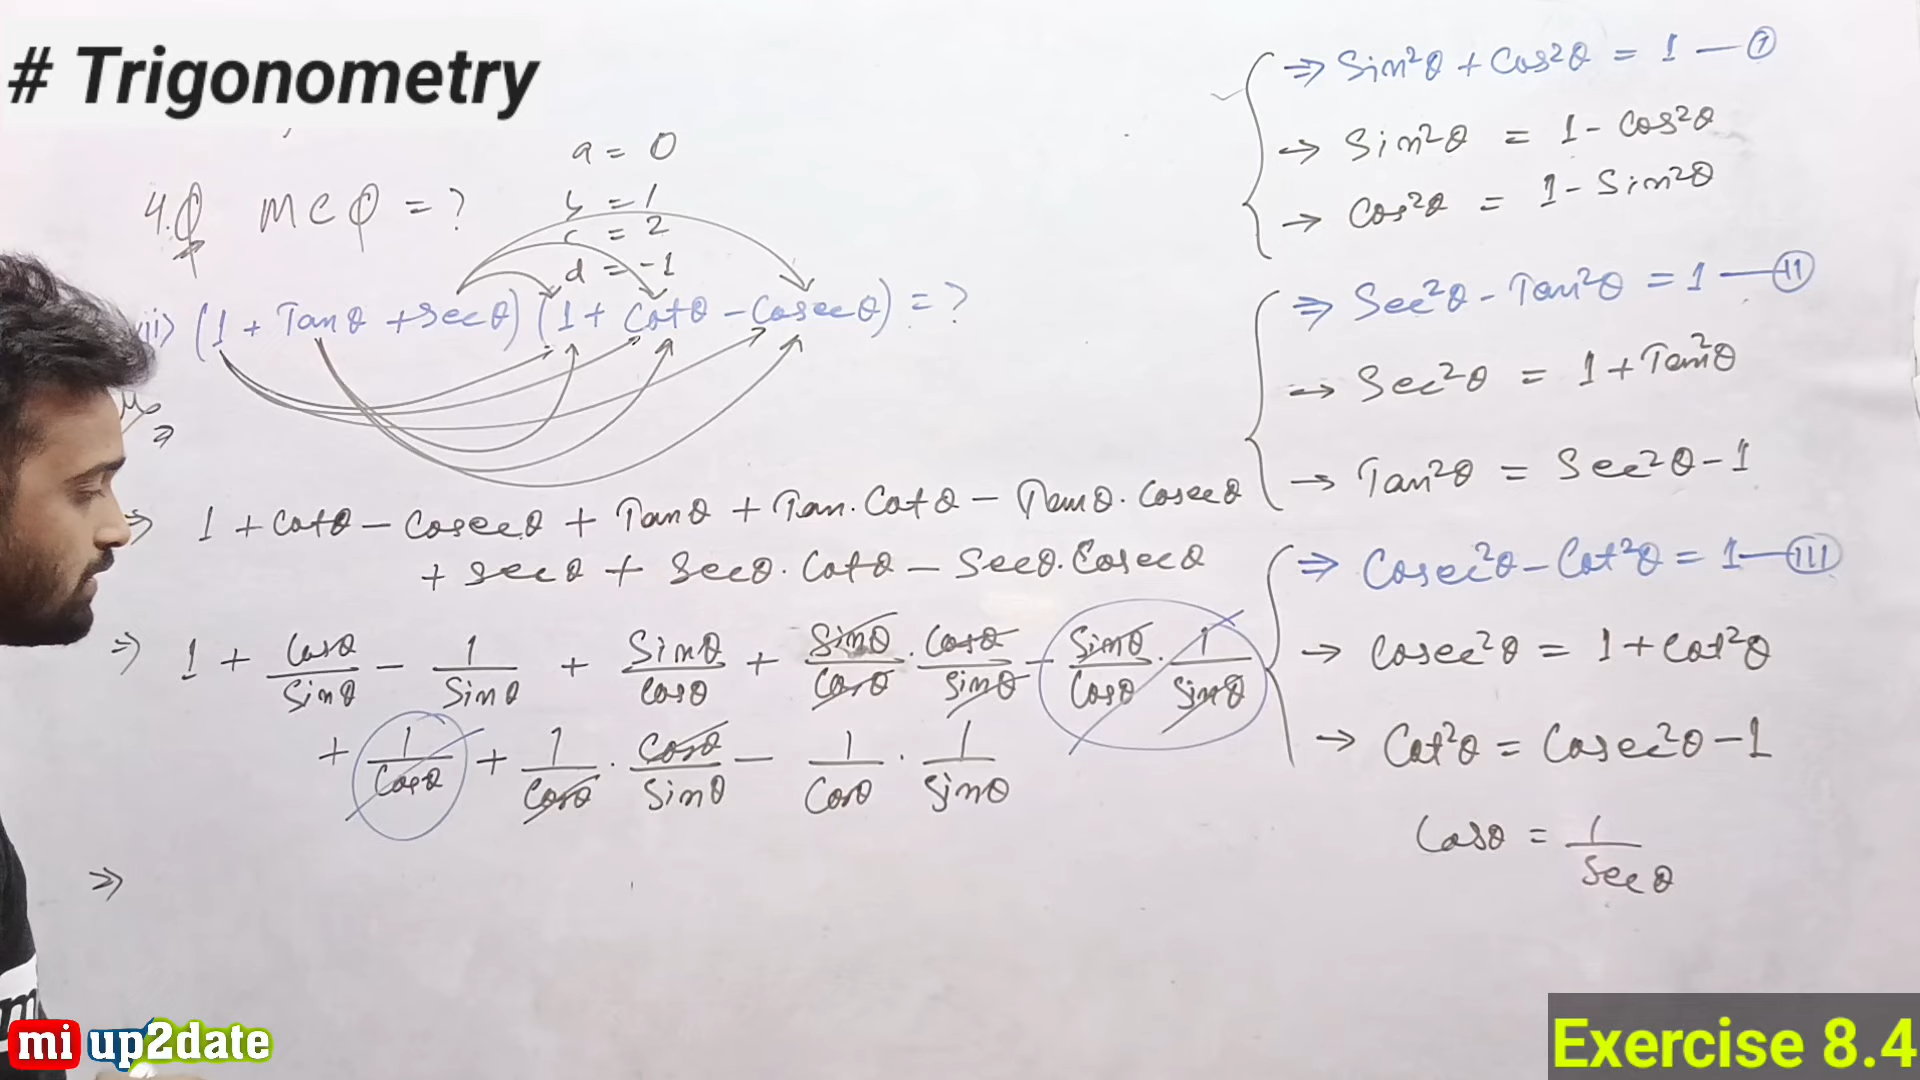 # Trigonometry
a = 0
4.Q MCQ = ?
b = 1
c = 2
d = -1
ii) (1 + Tanθ + Secθ) (1 + Cotθ - Cosecθ) = ?
⇒ 1 + Cotθ - Cosecθ + Tanθ + Tan.Cotθ - Tanθ.Cosecθ
+ Secθ + Secθ.Cotθ - Secθ.Cosecθ
⇒ 1 + Cosθ/Sinθ - 1/Sinθ + Sinθ/Cosθ + Sinθ/Cosθ . Cosθ/Sinθ - Sinθ/Cosθ . 1/Sinθ
+ 1/Cosθ + 1/Cosθ . Cosθ/Sinθ - 1/Cosθ . 1/Sinθ
⇒
⇒ Sin²θ + Cos²θ = 1 — I
→ Sin²θ = 1 - Cos²θ
→ Cos²θ = 1 - Sin²θ
⇒ Sec²θ - Tan²θ = 1 — II
→ Sec²θ = 1 + Tan²θ
→ Tan²θ = Sec²θ - 1
⇒ Cosec²θ - Cot²θ = 1 — III
→ Cosec²θ = 1 + Cot²θ
→ Cot²θ = Cosec²θ - 1
Cosθ = 1/Secθ
mi up2date
Exercise 8.4